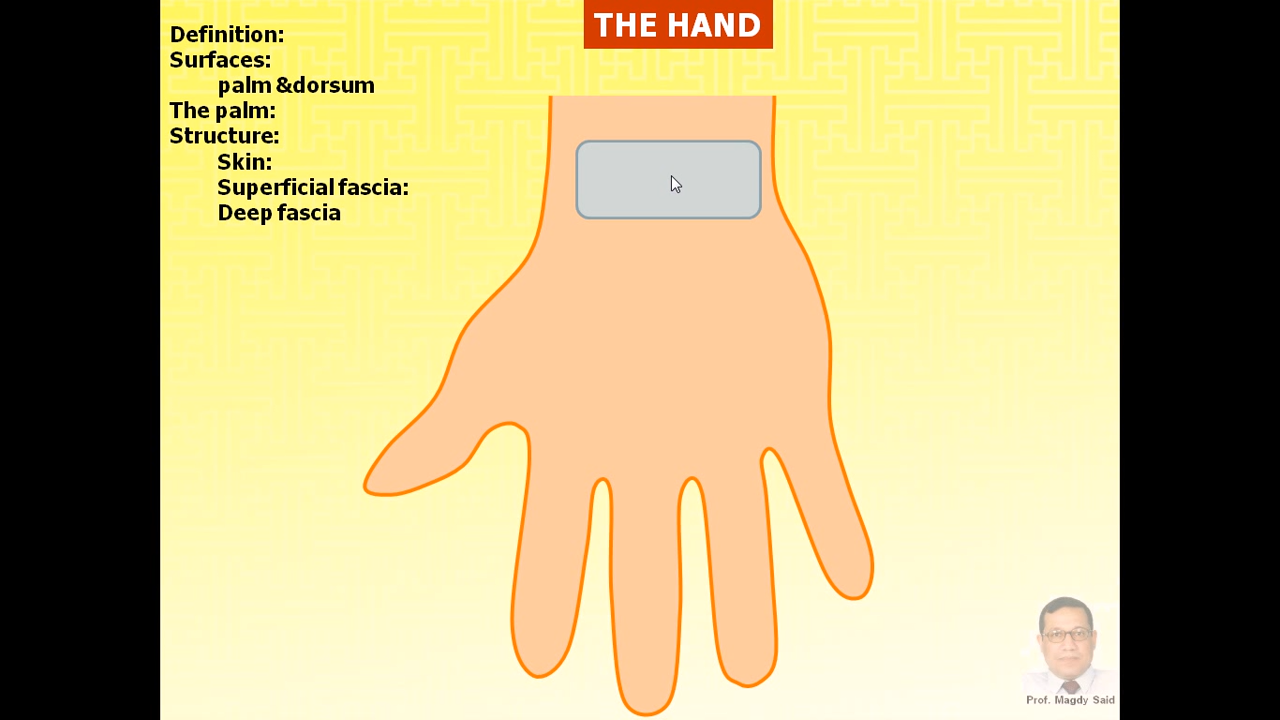 THE HAND
Definition:
Surfaces:
palm &dorsum
The palm:
Structure:
Skin:
Superficial fascia:
Deep fascia
Prof. Magdy Said